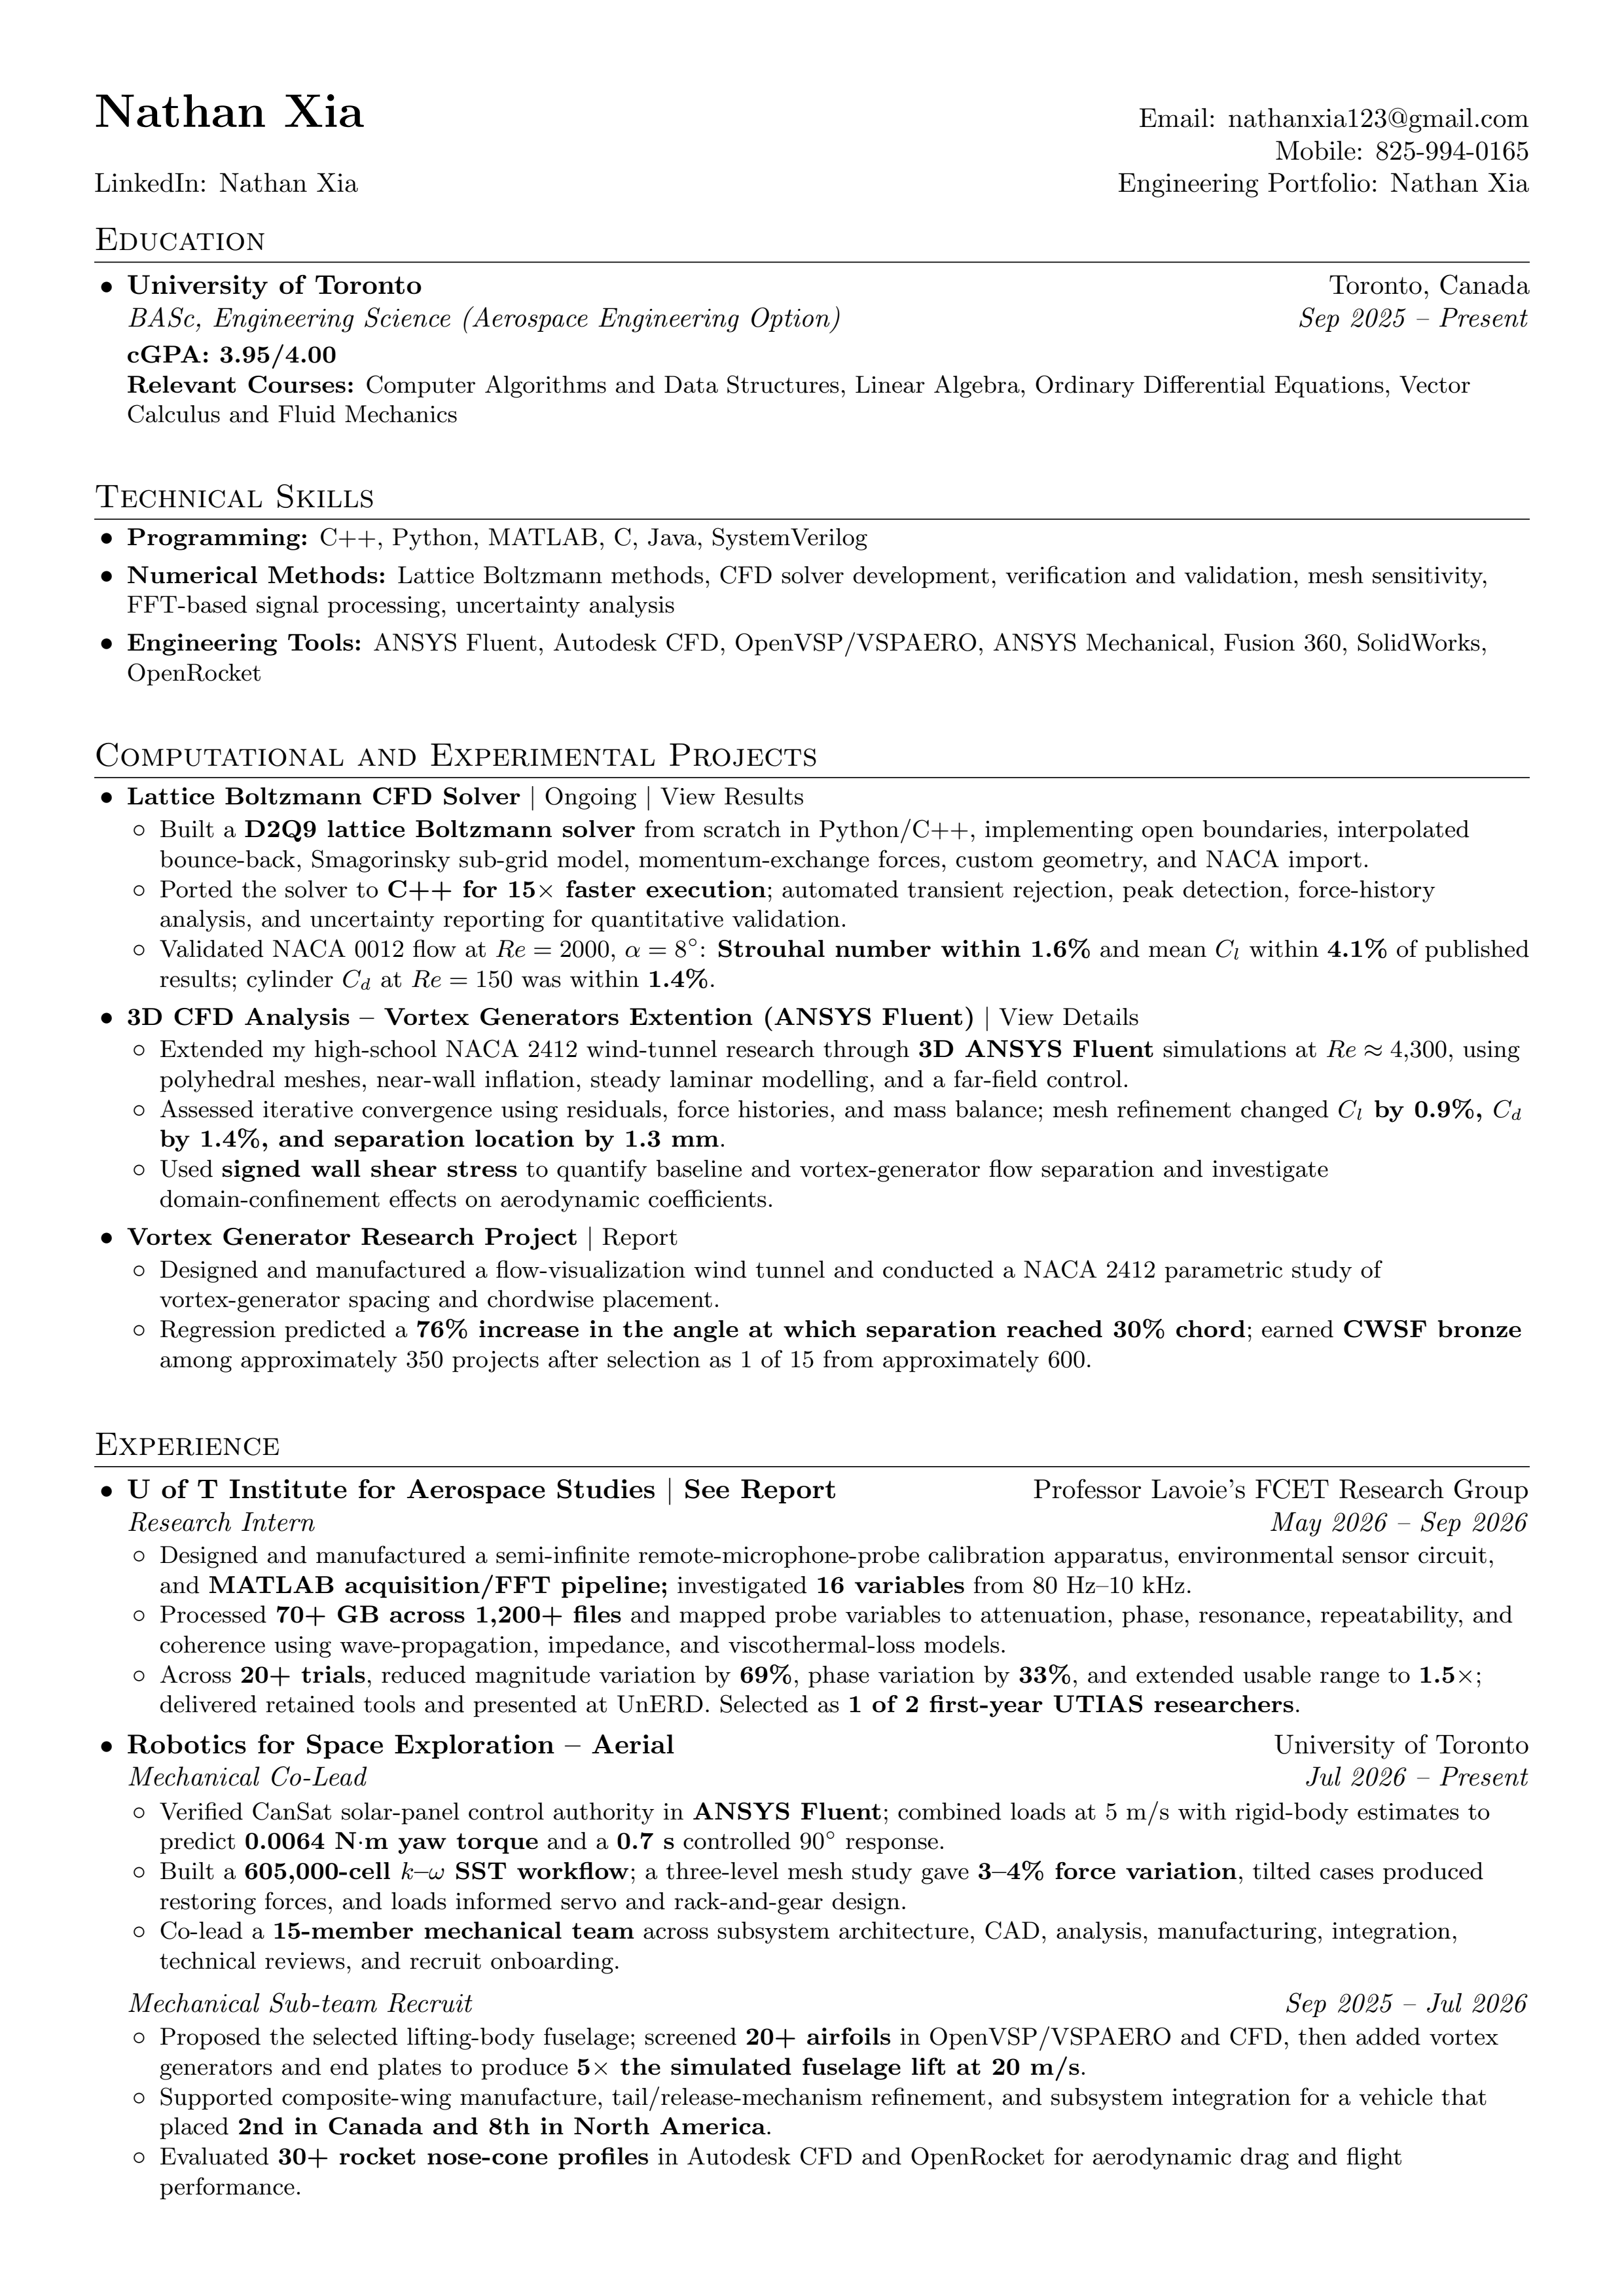 Nathan Xia
Email: nathanxia123@gmail.com
Mobile: 825-994-0165
LinkedIn: Nathan Xia
Engineering Portfolio: Nathan Xia
Education
• University of Toronto Toronto, Canada
BASc, Engineering Science (Aerospace Engineering Option) Sep 2025 – Present
cGPA: 3.95/4.00
Relevant Courses: Computer Algorithms and Data Structures, Linear Algebra, Ordinary Differential Equations, Vector
Calculus and Fluid Mechanics
Technical Skills
• Programming: C++, Python, MATLAB, C, Java, SystemVerilog
• Numerical Methods: Lattice Boltzmann methods, CFD solver development, verification and validation, mesh sensitivity,
FFT-based signal processing, uncertainty analysis
• Engineering Tools: ANSYS Fluent, Autodesk CFD, OpenVSP/VSPAERO, ANSYS Mechanical, Fusion 360, SolidWorks,
OpenRocket
Computational and Experimental Projects
• Lattice Boltzmann CFD Solver | Ongoing | View Results
◦ Built a D2Q9 lattice Boltzmann solver from scratch in Python/C++, implementing open boundaries, interpolated
bounce-back, Smagorinsky sub-grid model, momentum-exchange forces, custom geometry, and NACA import.
◦ Ported the solver to C++ for 15× faster execution; automated transient rejection, peak detection, force-history
analysis, and uncertainty reporting for quantitative validation.
◦ Validated NACA 0012 flow at Re = 2000, α = 8°: Strouhal number within 1.6% and mean Cl within 4.1% of published
results; cylinder Cd at Re = 150 was within 1.4%.
• 3D CFD Analysis – Vortex Generators Extention (ANSYS Fluent) | View Details
◦ Extended my high-school NACA 2412 wind-tunnel research through 3D ANSYS Fluent simulations at Re ≈ 4,300, using
polyhedral meshes, near-wall inflation, steady laminar modelling, and a far-field control.
◦ Assessed iterative convergence using residuals, force histories, and mass balance; mesh refinement changed Cl by 0.9%, Cd
by 1.4%, and separation location by 1.3 mm.
◦ Used signed wall shear stress to quantify baseline and vortex-generator flow separation and investigate
domain-confinement effects on aerodynamic coefficients.
• Vortex Generator Research Project | Report
◦ Designed and manufactured a flow-visualization wind tunnel and conducted a NACA 2412 parametric study of
vortex-generator spacing and chordwise placement.
◦ Regression predicted a 76% increase in the angle at which separation reached 30% chord; earned CWSF bronze
among approximately 350 projects after selection as 1 of 15 from approximately 600.
Experience
• U of T Institute for Aerospace Studies | See Report Professor Lavoie's FCET Research Group
Research Intern May 2026 – Sep 2026
◦ Designed and manufactured a semi-infinite remote-microphone-probe calibration apparatus, environmental sensor circuit,
and MATLAB acquisition/FFT pipeline; investigated 16 variables from 80 Hz–10 kHz.
◦ Processed 70+ GB across 1,200+ files and mapped probe variables to attenuation, phase, resonance, repeatability, and
coherence using wave-propagation, impedance, and viscothermal-loss models.
◦ Across 20+ trials, reduced magnitude variation by 69%, phase variation by 33%, and extended usable range to 1.5×;
delivered retained tools and presented at UnERD. Selected as 1 of 2 first-year UTIAS researchers.
• Robotics for Space Exploration – Aerial University of Toronto
Mechanical Co-Lead Jul 2026 – Present
◦ Verified CanSat solar-panel control authority in ANSYS Fluent; combined loads at 5 m/s with rigid-body estimates to
predict 0.0064 N·m yaw torque and a 0.7 s controlled 90° response.
◦ Built a 605,000-cell k–ω SST workflow; a three-level mesh study gave 3–4% force variation, tilted cases produced
restoring forces, and loads informed servo and rack-and-gear design.
◦ Co-lead a 15-member mechanical team across subsystem architecture, CAD, analysis, manufacturing, integration,
technical reviews, and recruit onboarding.
Mechanical Sub-team Recruit Sep 2025 – Jul 2026
◦ Proposed the selected lifting-body fuselage; screened 20+ airfoils in OpenVSP/VSPAERO and CFD, then added vortex
generators and end plates to produce 5× the simulated fuselage lift at 20 m/s.
◦ Supported composite-wing manufacture, tail/release-mechanism refinement, and subsystem integration for a vehicle that
placed 2nd in Canada and 8th in North America.
◦ Evaluated 30+ rocket nose-cone profiles in Autodesk CFD and OpenRocket for aerodynamic drag and flight
performance.